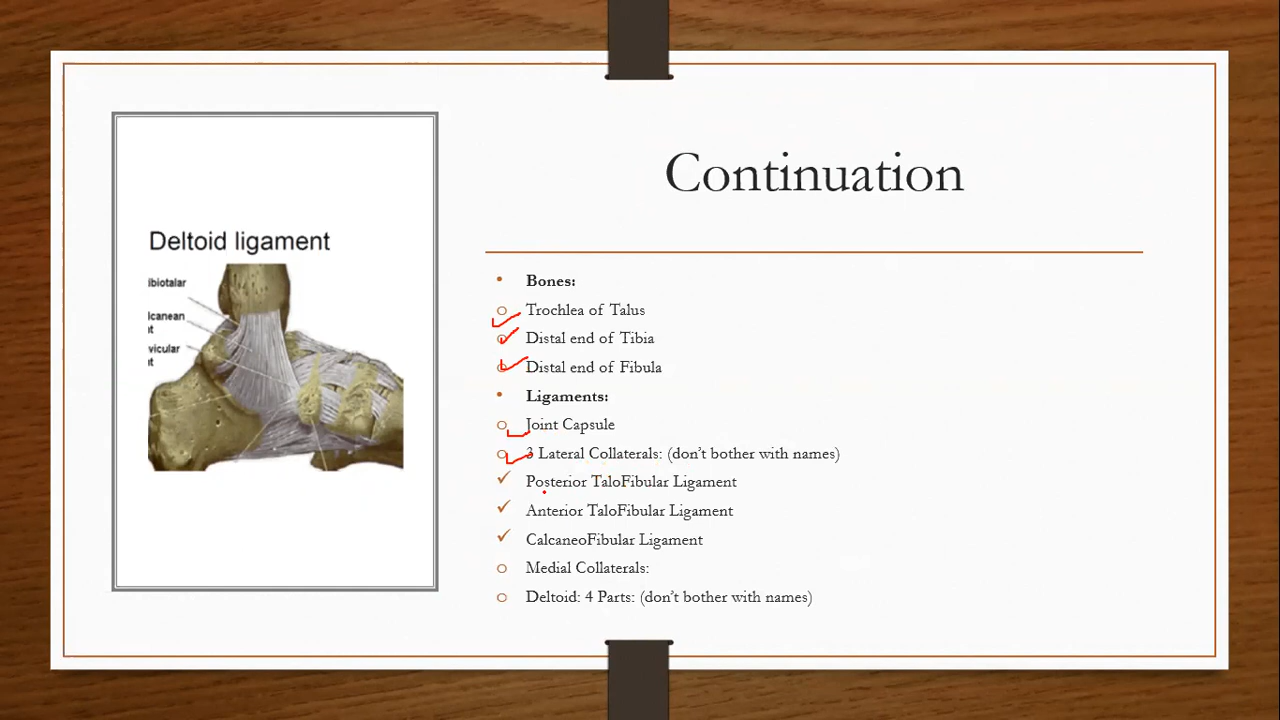 Continuation
Deltoid ligament
ibiotalar
lcanean
nt
vicular
nt
Bones:
Trochlea of Talus
Distal end of Tibia
Distal end of Fibula
Ligaments:
Joint Capsule
3 Lateral Collaterals: (don't bother with names)
Posterior TaloFibular Ligament
Anterior TaloFibular Ligament
CalcaneoFibular Ligament
Medial Collaterals:
Deltoid: 4 Parts: (don't bother with names)